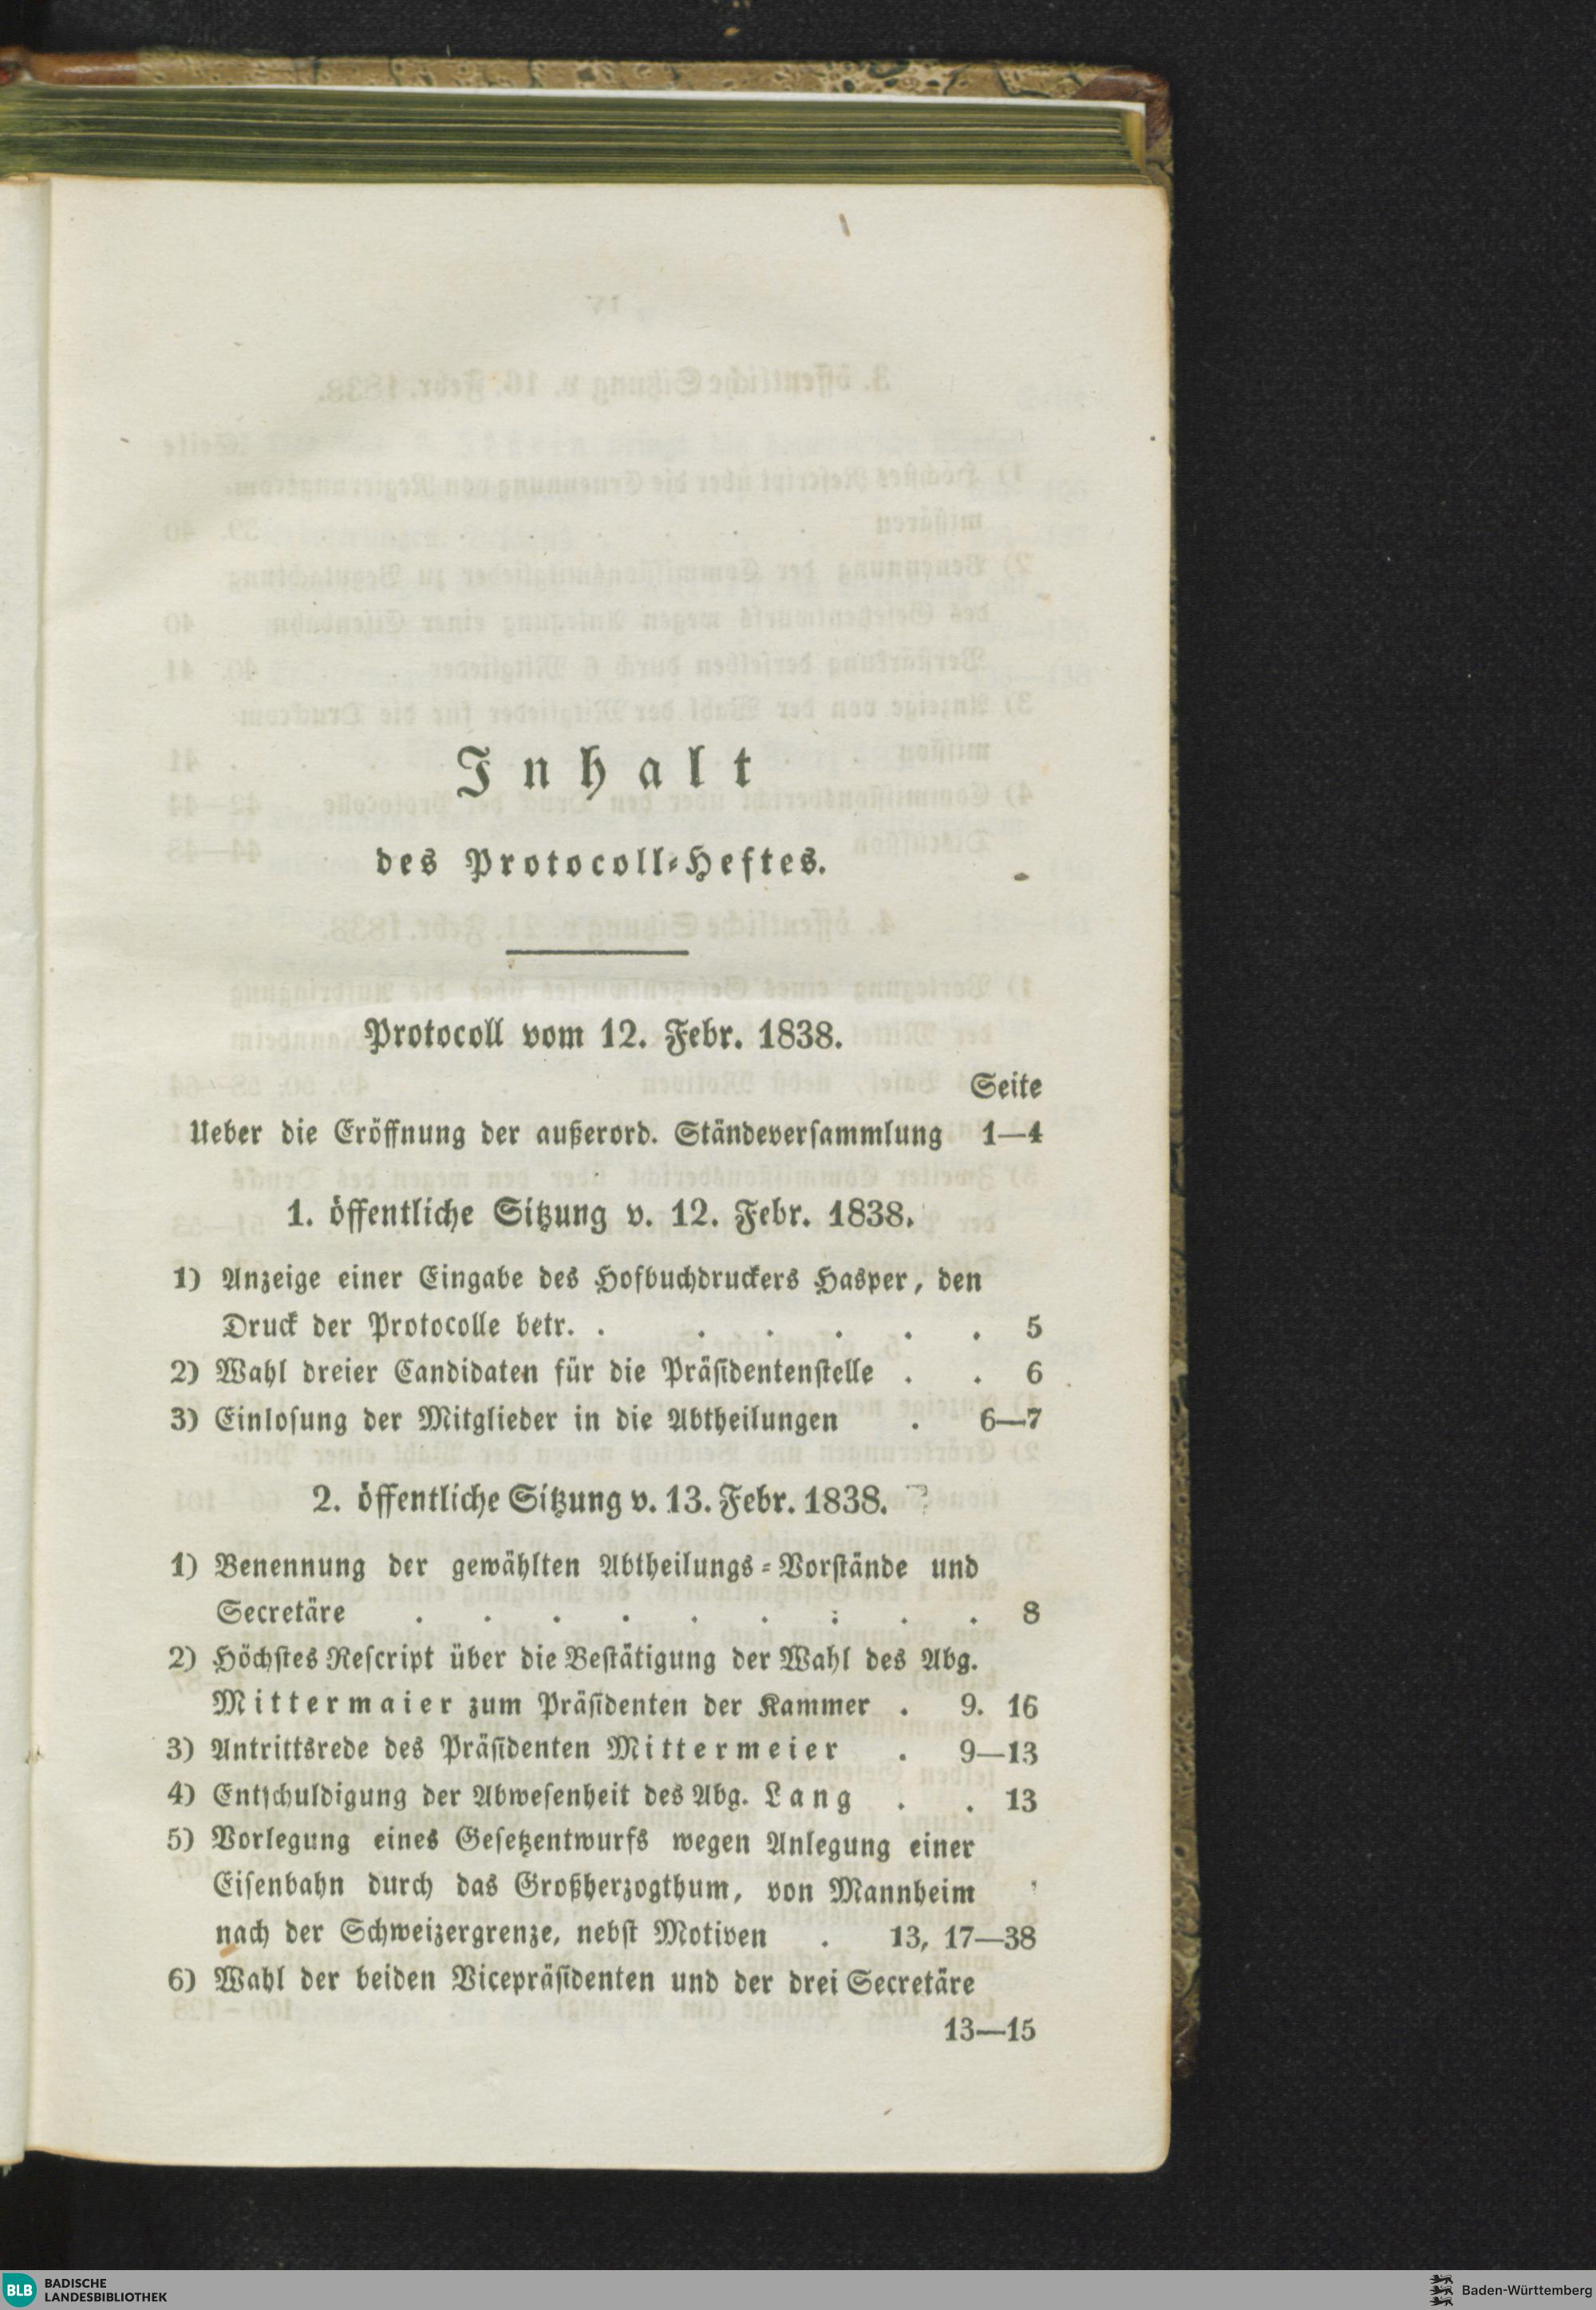 Inhalt
des Protocoll-Heftes.
Protocoll vom 12. Febr. 1838.
Seite
Ueber die Eröffnung der außerord. Ständeversammlung 1—4
1. öffentliche Sitzung v. 12. Febr. 1838.
1) Anzeige einer Eingabe des Hofbuchdruckers Hasper, den
Druck der Protocolle betr. . . . . . . 5
2) Wahl dreier Candidaten für die Präsidentenstelle . . 6
3) Einlosung der Mitglieder in die Abtheilungen . 6—7
2. öffentliche Sitzung v. 13. Febr. 1838.
1) Benennung der gewählten Abtheilungs-Vorstände und
Secretäre . . . . . . . . . 8
2) Höchstes Rescript über die Bestätigung der Wahl des Abg.
Mittermaier zum Präsidenten der Kammer . 9. 16
3) Antrittsrede des Präsidenten Mittermeier . 9—13
4) Entschuldigung der Abwesenheit des Abg. Lang . . 13
5) Vorlegung eines Gesetzentwurfs wegen Anlegung einer
Eisenbahn durch das Großherzogthum, von Mannheim
nach der Schweizergrenze, nebst Motiven . 13, 17—38
6) Wahl der beiden Vicepräsidenten und der drei Secretäre
13—15
BLB BADISCHE
LANDESBIBLIOTHEK
Baden-Württemberg